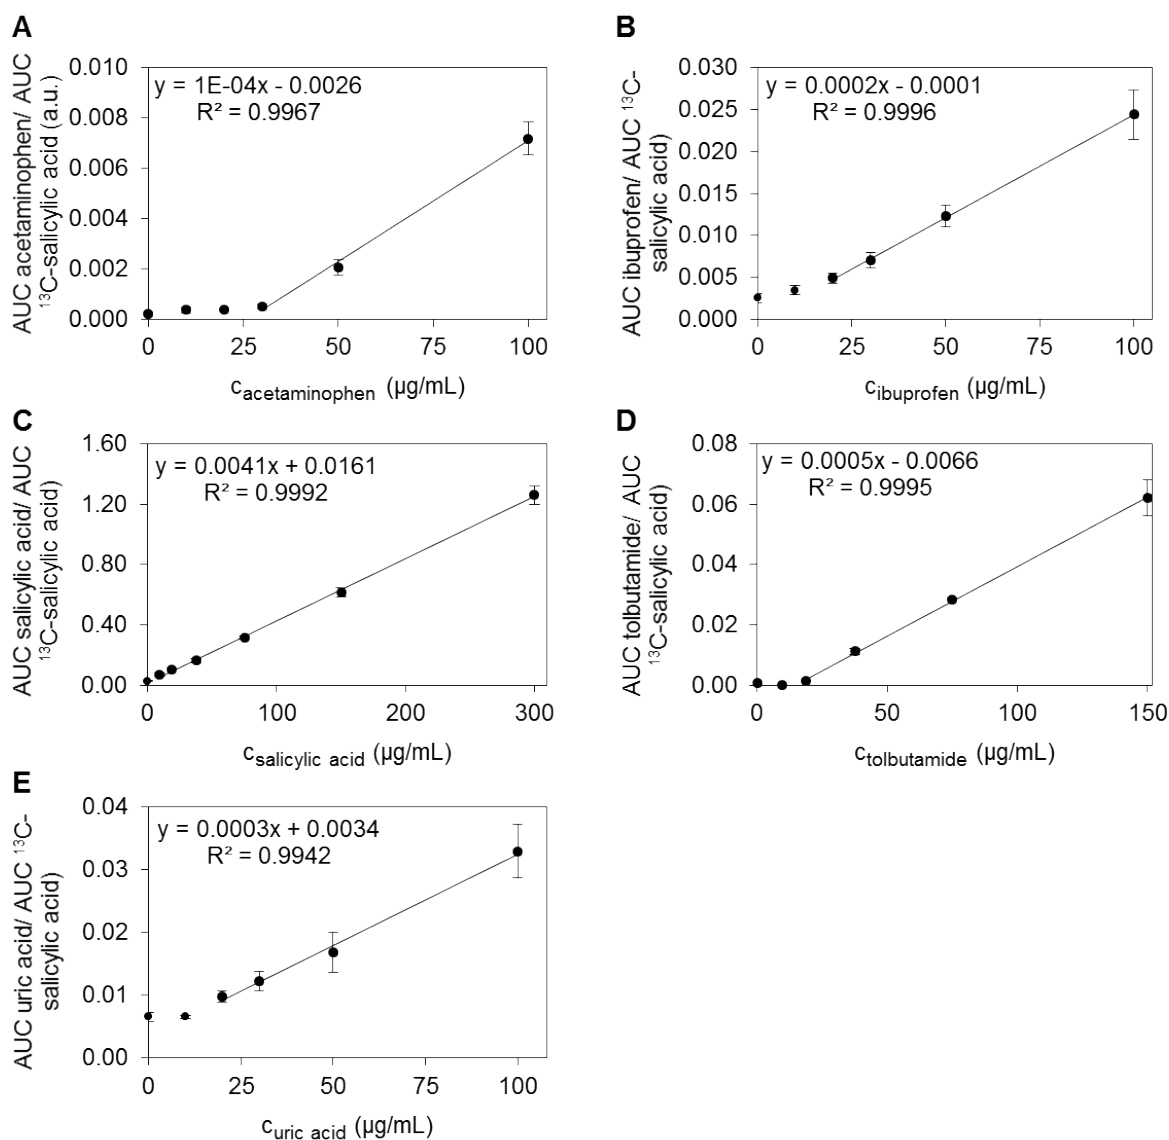 A
AUC acetaminophen/ AUC
¹³C-salicylic acid (a.u.)
y = 1E-04x - 0.0026
R² = 0.9967
0.010
0.008
0.006
0.004
0.002
0.000
0 25 50 75 100
c acetaminophen (µg/mL)
B
AUC ibuprofen/ AUC ¹³C-
salicylic acid)
y = 0.0002x - 0.0001
R² = 0.9996
0.030
0.025
0.020
0.015
0.010
0.005
0.000
0 25 50 75 100
c ibuprofen (µg/mL)
C
AUC salicylic acid/ AUC
¹³C-salicylic acid)
y = 0.0041x + 0.0161
R² = 0.9992
1.60
1.20
0.80
0.40
0.00
0 100 200 300
c salicylic acid (µg/mL)
D
AUC tolbutamide/ AUC
¹³C-salicylic acid)
y = 0.0005x - 0.0066
R² = 0.9995
0.08
0.06
0.04
0.02
0.00
0 50 100 150
c tolbutamide (µg/mL)
E
AUC uric acid/ AUC ¹³C-
salicylic acid)
y = 0.0003x + 0.0034
R² = 0.9942
0.04
0.03
0.02
0.01
0.00
0 25 50 75 100
c uric acid (µg/mL)